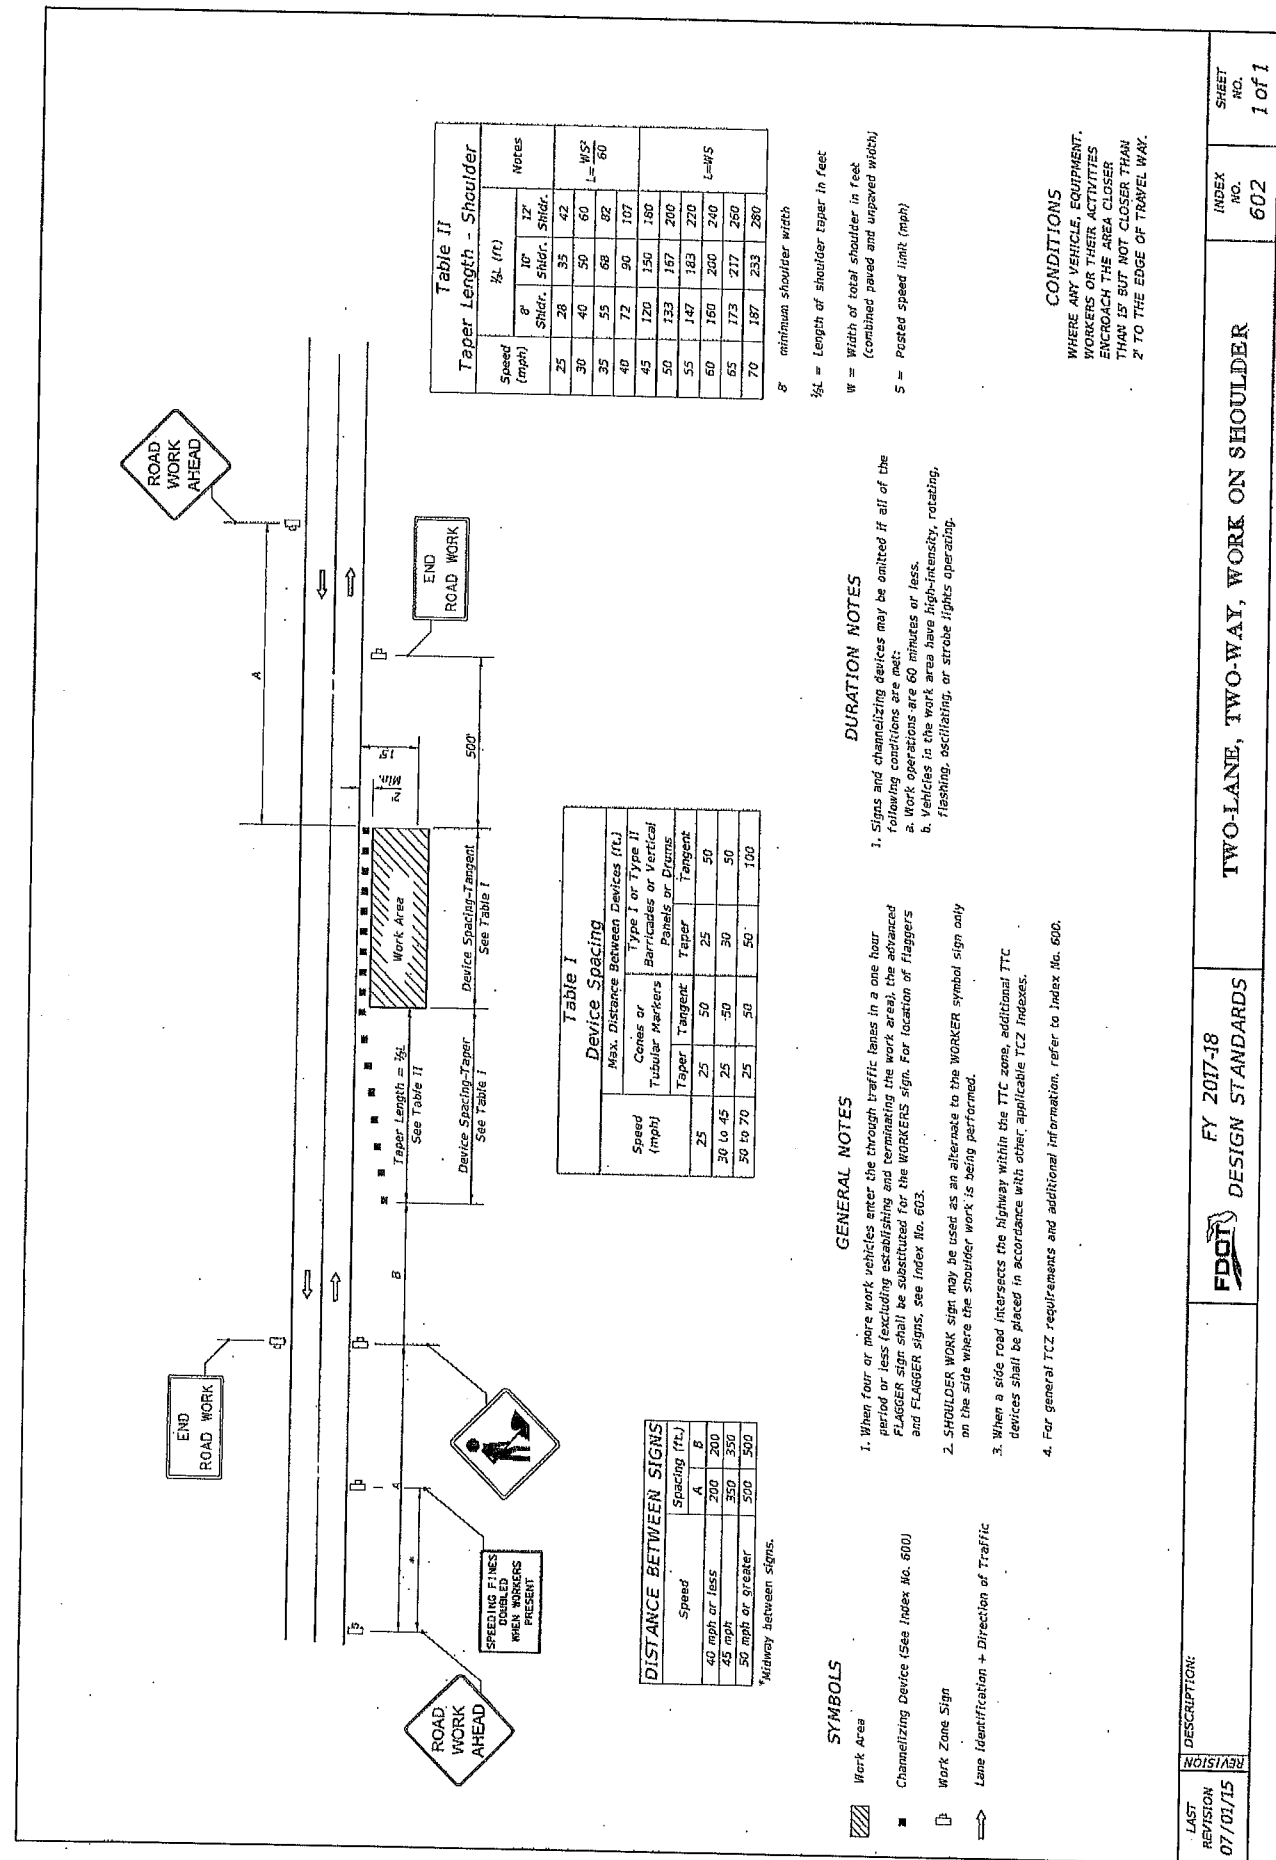 ROAD
WORK
AHEAD
END
ROAD WORK
A
END
ROAD WORK
ROAD
WORK
AHEAD
SPEEDING FINES
DOUBLED
WHEN WORKERS
PRESENT
*
A
B
Taper Length = ⅓L
See Table II
Device Spacing-Taper
See Table I
Work Area
Device Spacing-Tangent
See Table I
2'
Min.
15'
500'
DISTANCE BETWEEN SIGNS
Speed Spacing (ft.)
A B
40 mph or less 200 200
45 mph 350 350
50 mph or greater 500 500
*Midway between signs.
Table I
Device Spacing
Speed (mph) Max. Distance Between Devices (ft.)
Cones or Tubular Markers Type I or Type II Barricades or Vertical Panels or Drums
Taper Tangent Taper Tangent
25 25 50 25 50
30 to 45 25 50 30 50
50 to 70 25 50 50 100
Table II
Taper Length - Shoulder
Speed (mph) ⅓L (ft) Notes
8' Shldr. 10' Shldr. 12' Shldr.
25 28 35 42
30 40 50 60
35 55 68 82
40 72 90 107
L= WS²/60
45 120 150 180
50 133 167 200
55 147 183 220
60 160 200 240
65 173 217 260
70 187 233 280
L=WS
8' minimum shoulder width
⅓L = Length of shoulder taper in feet
W = Width of total shoulder in feet
(combined paved and unpaved width)
S = Posted speed limit (mph)
SYMBOLS
Work Area
Channelizing Device (See Index No. 600)
Work Zone Sign
Lane Identification + Direction of Traffic
GENERAL NOTES
1. When four or more work vehicles enter the through traffic lanes in a one hour
period or less (excluding establishing and terminating the work area), the advanced
FLAGGER sign shall be substituted for the WORKERS sign. For location of flaggers
and FLAGGER signs, see Index No. 603.
2. SHOULDER WORK sign may be used as an alternate to the WORKER symbol sign only
on the side where the shoulder work is being performed.
3. When a side road intersects the highway within the TTC zone, additional TTC
devices shall be placed in accordance with other applicable TCZ Indexes.
4. For general TCZ requirements and additional information, refer to Index No. 600.
DURATION NOTES
1. Signs and channelizing devices may be omitted if all of the
following conditions are met:
a. Work operations are 60 minutes or less.
b. Vehicles in the work area have high-intensity, rotating,
flashing, oscillating, or strobe lights operating.
CONDITIONS
WHERE ANY VEHICLE, EQUIPMENT,
WORKERS OR THEIR ACTIVITIES
ENCROACH THE AREA CLOSER
THAN 15' BUT NOT CLOSER THAN
2' TO THE EDGE OF TRAVEL WAY.
LAST
REVISION
07/01/15
REVISION
DESCRIPTION:
FDOT
FY 2017-18
DESIGN STANDARDS
TWO-LANE, TWO-WAY, WORK ON SHOULDER
INDEX
NO.
602
SHEET
NO.
1 of 1